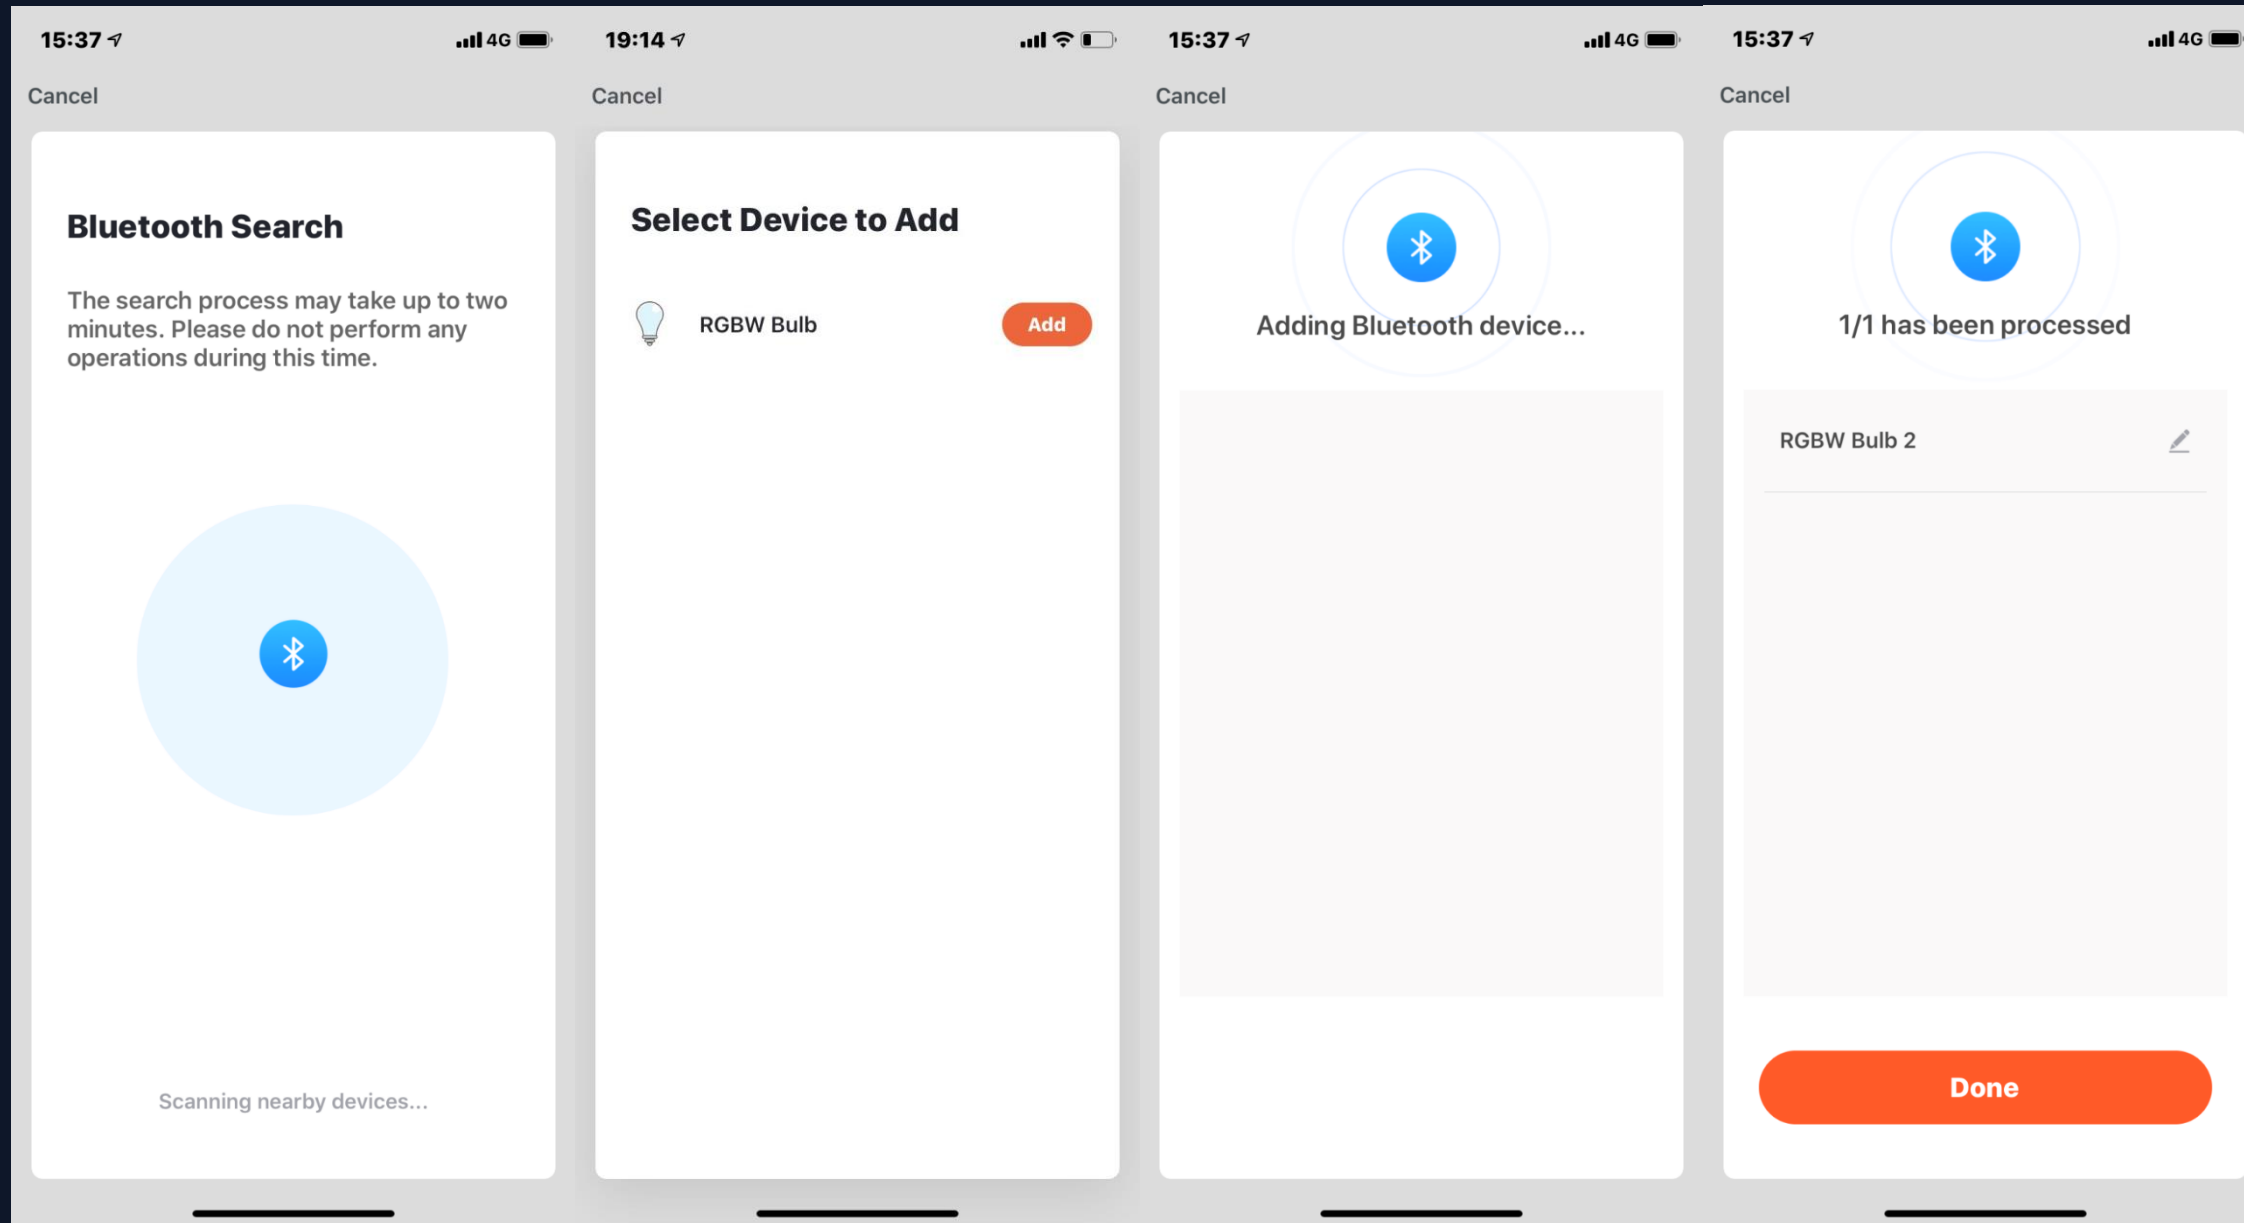 15:37
4G
Cancel
Bluetooth Search
The search process may take up to two
minutes. Please do not perform any
operations during this time.
Scanning nearby devices...
19:14
Cancel
Select Device to Add
RGBW Bulb
Add
15:37
4G
Cancel
Adding Bluetooth device...
15:37
4G
Cancel
1/1 has been processed
RGBW Bulb 2
Done